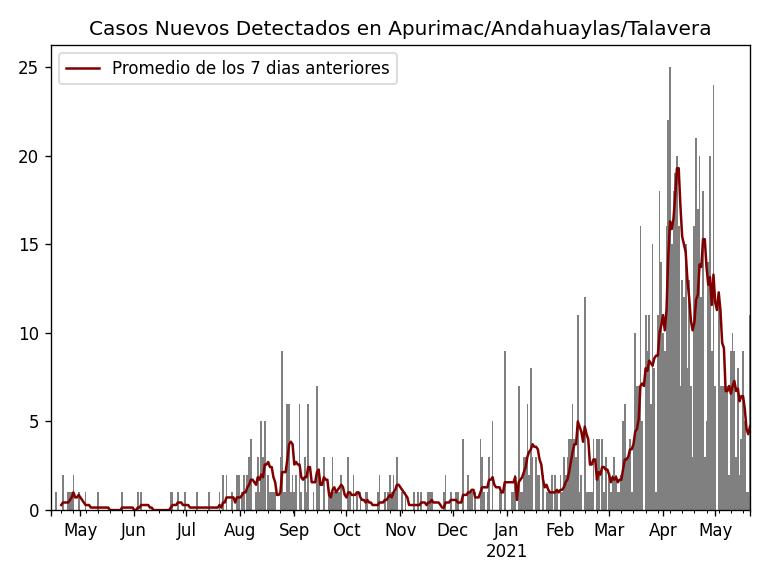 Casos Nuevos Detectados en Apurimac/Andahuaylas/Talavera
Promedio de los 7 dias anteriores
25
20
15
10
5
0
May Jun Jul Aug Sep Oct Nov Dec Jan Feb Mar Apr May
2021